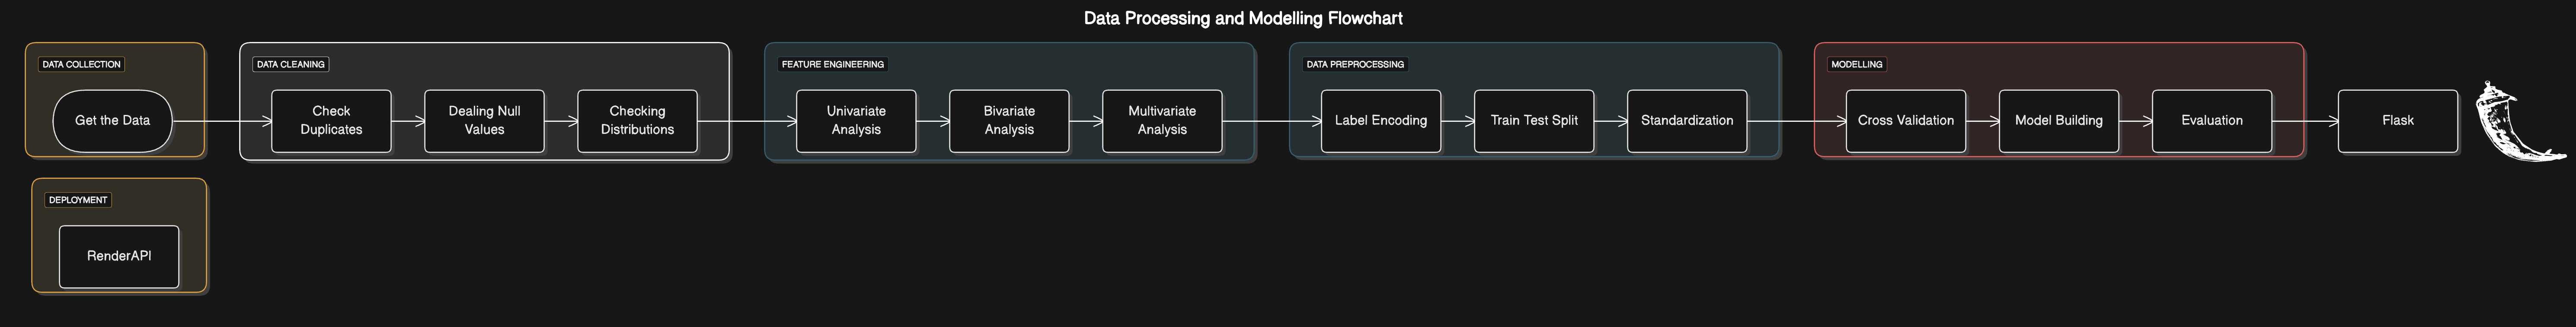 Data Processing and Modelling Flowchart
DATA COLLECTION
Get the Data
DATA CLEANING
Check
Duplicates
Dealing Null
Values
Checking
Distributions
FEATURE ENGINEERING
Univariate
Analysis
Bivariate
Analysis
Multivariate
Analysis
DATA PREPROCESSING
Label Encoding
Train Test Split
Standardization
MODELLING
Cross Validation
Model Building
Evaluation
Flask
DEPLOYMENT
RenderAPI